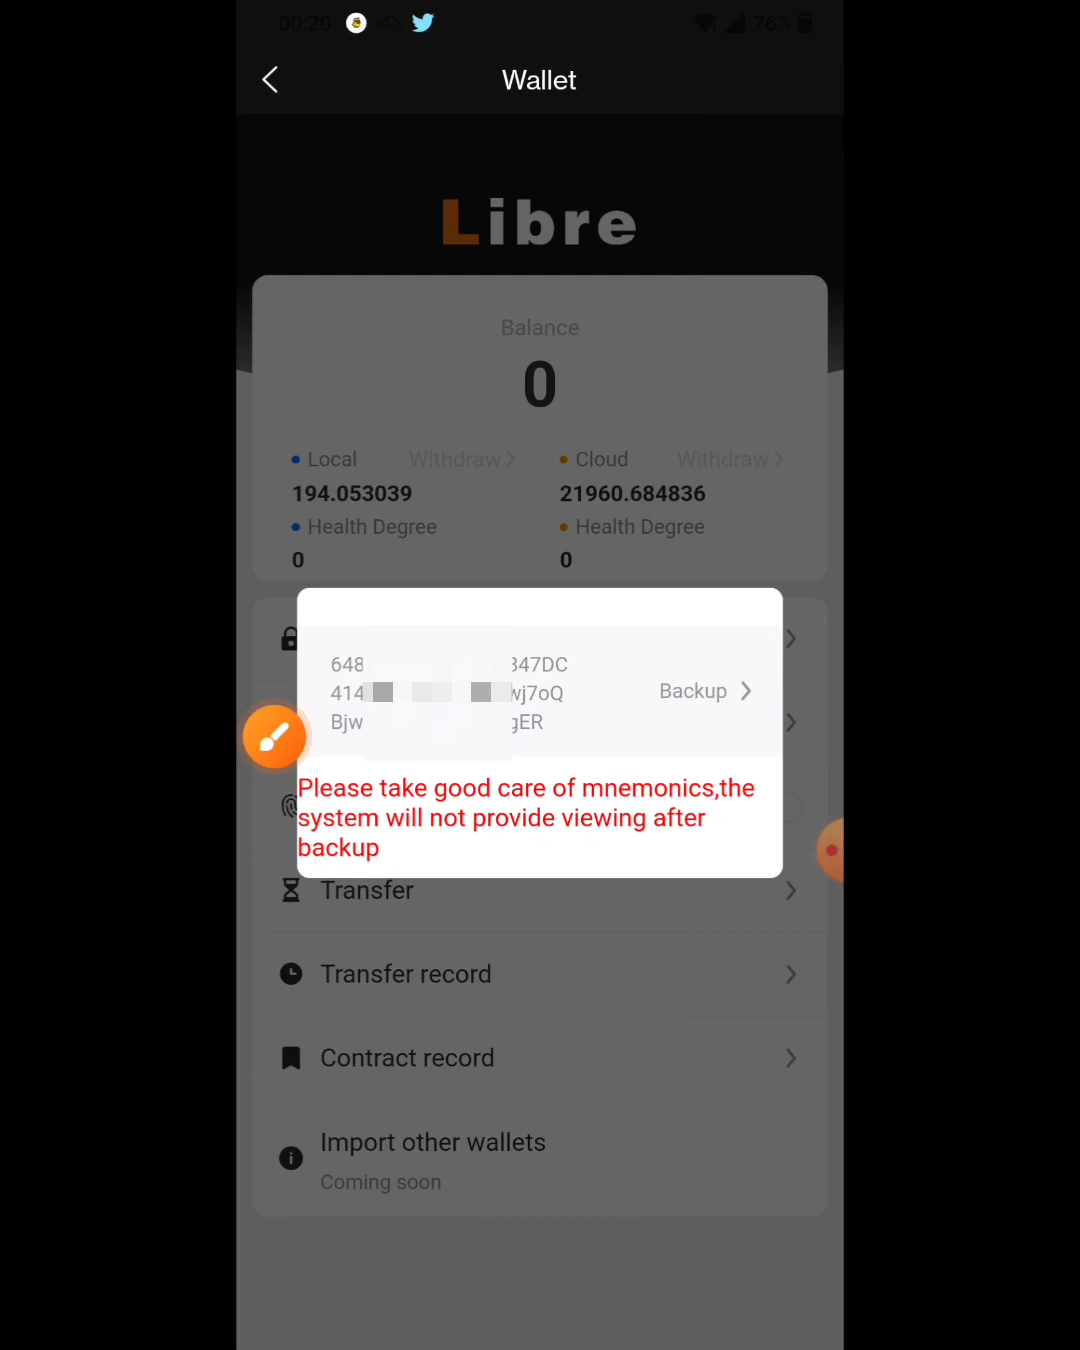 00:20
76%
Wallet
Libre
Balance
0
Local Withdraw
Cloud Withdraw
194.053039
21960.684836
Health Degree
Health Degree
0
0
648 347DC
414 wj7oQ
Bjw gER
Backup
Please take good care of mnemonics,the
system will not provide viewing after
backup
Transfer
Transfer record
Contract record
Import other wallets
Coming soon